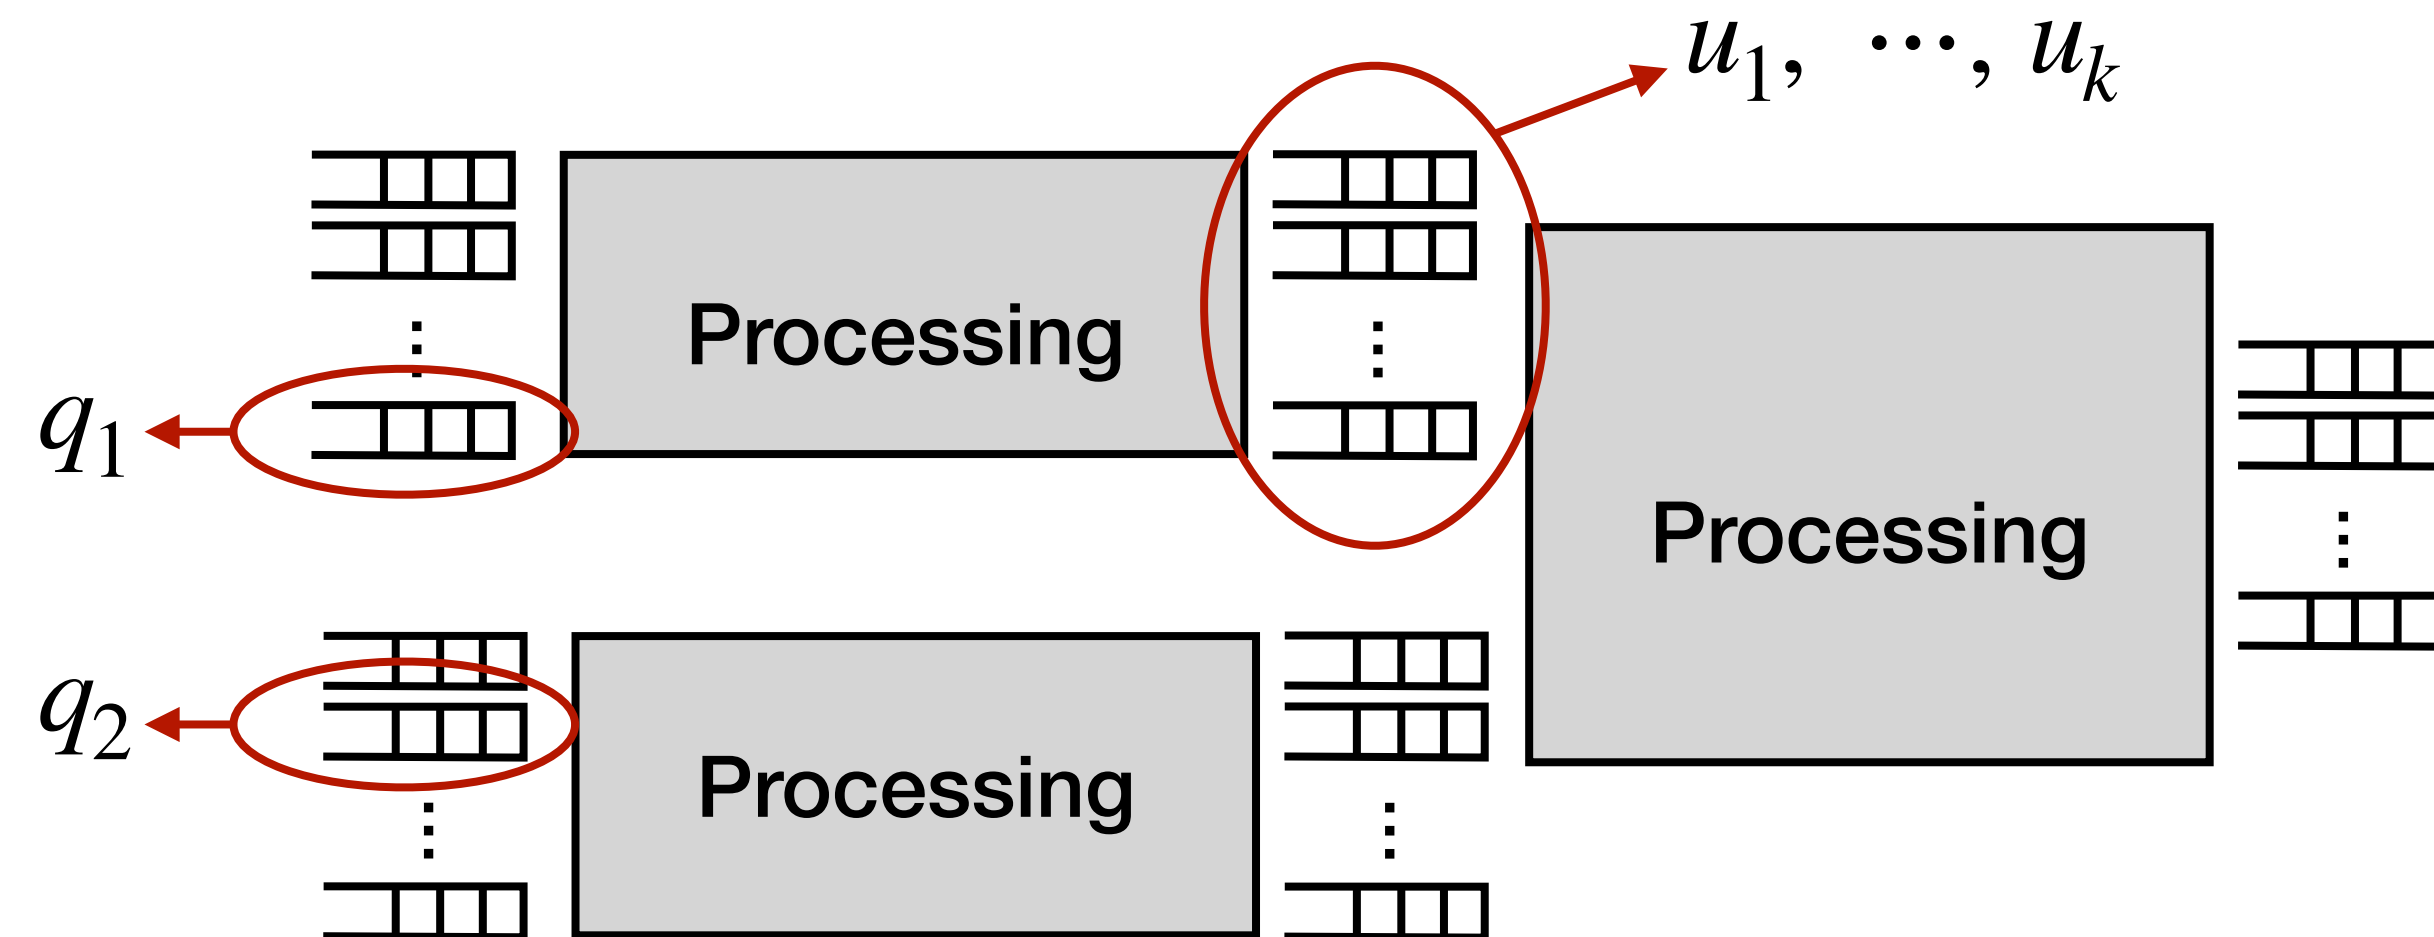 u₁, ⋯, uₖ
Processing
q₁
Processing
q₂
Processing